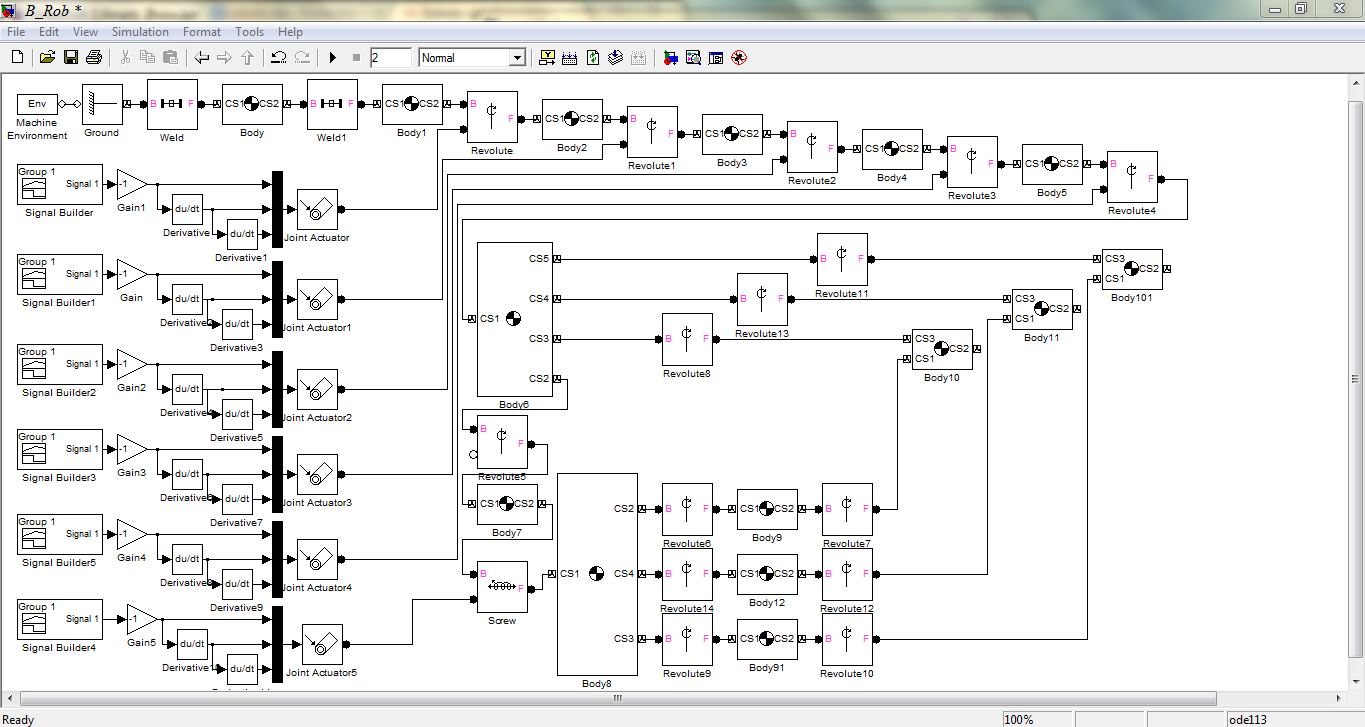 B_Rob *
File Edit View Simulation Format Tools Help
2 Normal
Env
Machine
Environment
Ground
B F
Weld
CS1 CS2
Body
B F
Weld1
CS1 CS2
Body1
B F
Revolute
CS1 CS2
Body2
B F
Revolute1
CS1 CS2
Body3
B F
Revolute2
CS1 CS2
Body4
B F
Revolute3
CS1 CS2
Body5
B F
Revolute4
Group 1
Signal 1
Signal Builder
-1
Gain1
du/dt
Derivative
du/dt
Derivative1
Joint Actuator
Group 1
Signal 1
Signal Builder1
-1
Gain
du/dt
du/dt
Derivative3
Joint Actuator1
Group 1
Signal 1
Signal Builder2
-1
Gain2
du/dt
du/dt
Derivative5
Joint Actuator2
Group 1
Signal 1
Signal Builder3
-1
Gain3
du/dt
du/dt
Derivative7
Joint Actuator3
Group 1
Signal 1
Signal Builder5
-1
Gain4
du/dt
du/dt
Derivative9
Joint Actuator4
Group 1
Signal 1
Signal Builder4
-1
Gain5
du/dt
du/dt
Joint Actuator5
CS5
CS4
CS1
CS3
CS2
Body6
B F
Revolute11
B F
Revolute13
B F
Revolute8
CS3
CS2
CS1
Body101
CS3
CS2
CS1
Body11
CS3
CS2
CS1
Body10
B F
Revolute5
CS1 CS2
Body7
B F
Screw
CS2
CS1 CS4
CS3
Body8
B F
Revolute6
CS1 CS2
Body9
B F
Revolute7
B F
Revolute14
CS1 CS2
Body12
B F
Revolute12
B F
Revolute9
CS1 CS2
Body91
B F
Revolute10
Ready 100% ode113